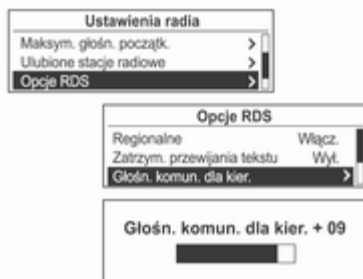 Ustawienia radia
Maksym. głośn. początk. >
Ulubione stacje radiowe >
Opcje RDS >
Opcje RDS
Regionalne Włącz.
Zatrzym. przewijania tekstu Wył.
Głośn. komun. dla kier. >
Głośn. komun. dla kier. + 09